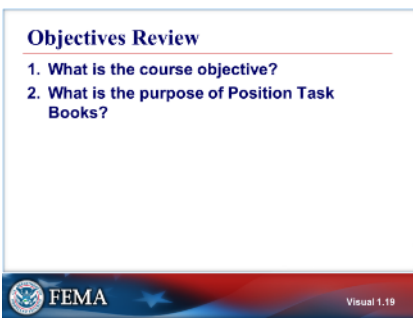 Objectives Review
1. What is the course objective?
2. What is the purpose of Position Task
Books?
FEMA
Visual 1.19